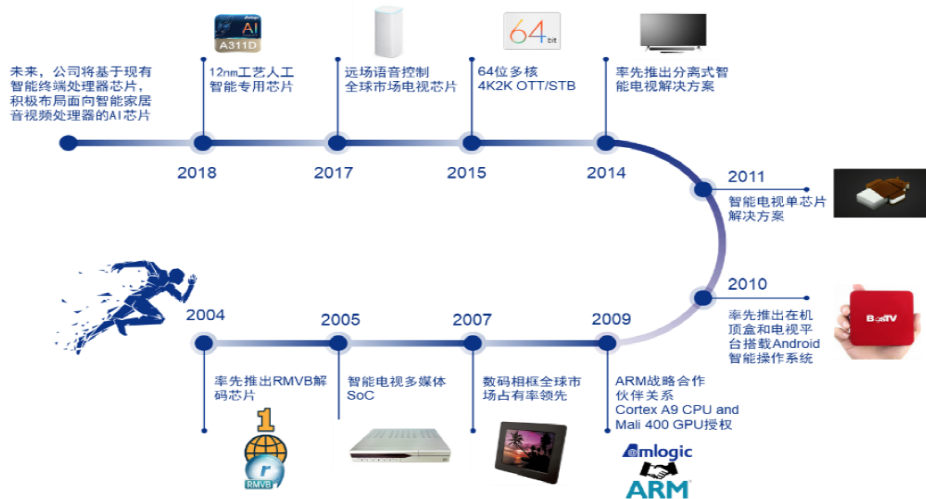 Amlogic
AI
A311D
64 bit
未来，公司将基于现有
智能终端处理器芯片，
积极布局面向智能家居
音视频处理器的AI芯片
12nm工艺人工
智能专用芯片
远场语音控制
全球市场电视芯片
64位多核
4K2K OTT/STB
率先推出分离式智
能电视解决方案
2018
2017
2015
2014
2011
智能电视单芯片
解决方案
2010
率先推出在机
顶盒和电视平
台搭载Android
智能操作系统
BesTV
2004
2005
2007
2009
率先推出RMVB解
码芯片
智能电视多媒体
SoC
数码相框全球市
场占有率领先
ARM战略合作
伙伴关系
Cortex A9 CPU and
Mali 400 GPU授权
1
r
RMVB
Amlogic
ARM